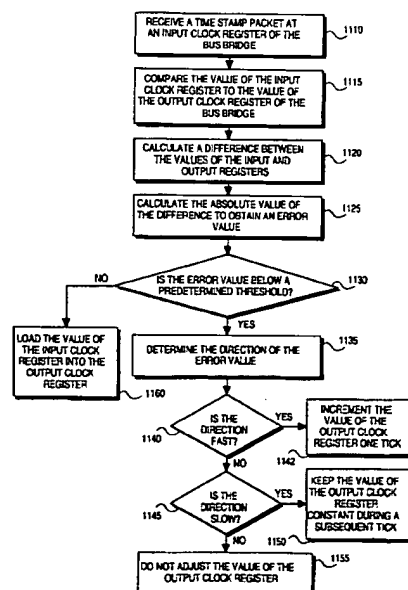 RECEIVE A TIME STAMP PACKET AT
AN INPUT CLOCK REGISTER OF THE
BUS BRIDGE
1110
COMPARE THE VALUE OF THE INPUT
CLOCK REGISTER TO THE VALUE OF
THE OUTPUT CLOCK REGISTER OF
THE BUS BRIDGE
1115
CALCULATE A DIFFERENCE BETWEEN
THE VALUES OF THE INPUT AND
OUTPUT REGISTERS
1120
CALCULATE THE ABSOLUTE VALUE OF
THE DIFFERENCE TO OBTAIN AN ERROR
VALUE
1125
IS THE ERROR VALUE BELOW A
PREDETERMINED THRESHOLD?
1130
NO
YES
LOAD THE VALUE OF
THE INPUT CLOCK
REGISTER INTO THE
OUTPUT CLOCK
REGISTER
1160
DETERMINE THE DIRECTION OF THE
ERROR VALUE
1135
IS THE
DIRECTION
FAST?
1140
YES
INCREMENT THE
VALUE OF THE
OUTPUT CLOCK
REGISTER ONE TICK
1142
NO
IS THE
DIRECTION
SLOW?
1145
YES
KEEP THE VALUE OF
THE OUTPUT CLOCK
REGISTER
CONSTANT DURING A
SUBSEQUENT TICK
1150
NO
DO NOT ADJUST THE VALUE OF THE
OUTPUT CLOCK REGISTER
1155